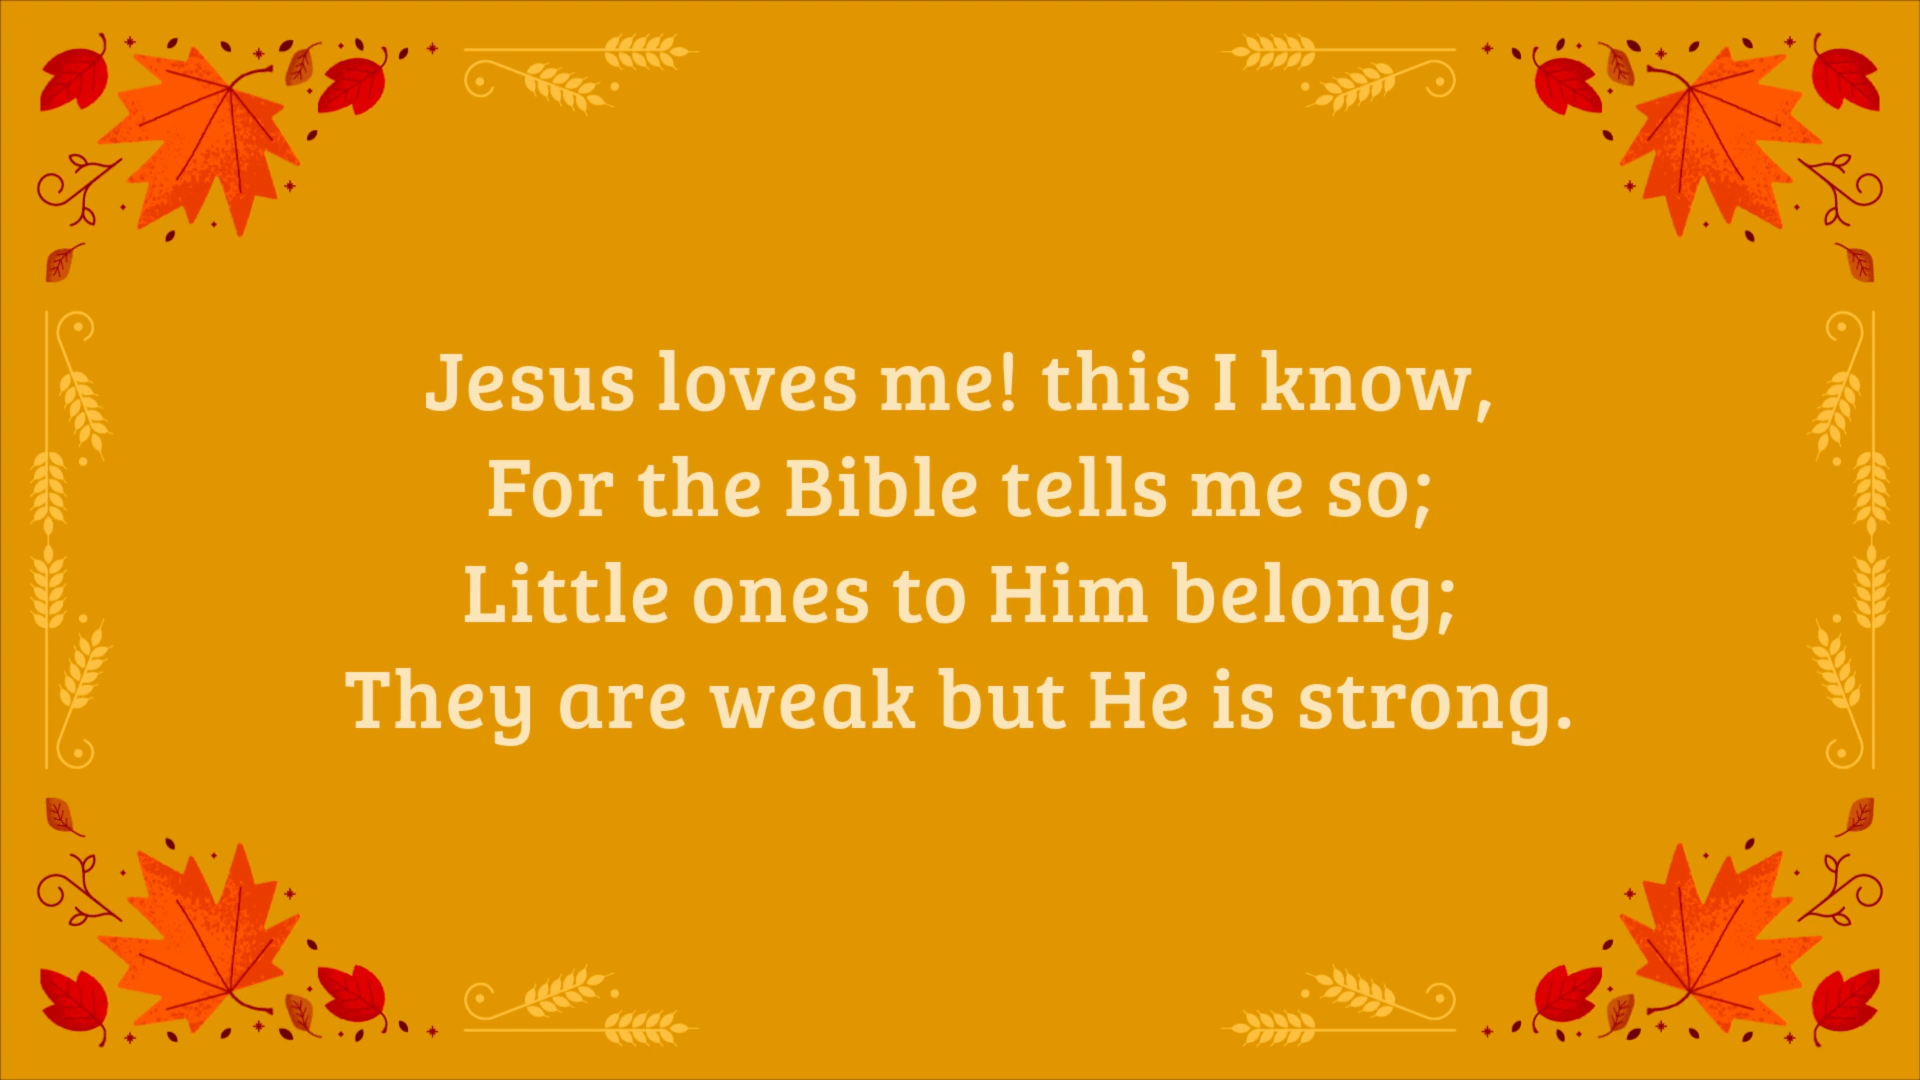 Jesus loves me! this I know,
For the Bible tells me so;
Little ones to Him belong;
They are weak but He is strong.